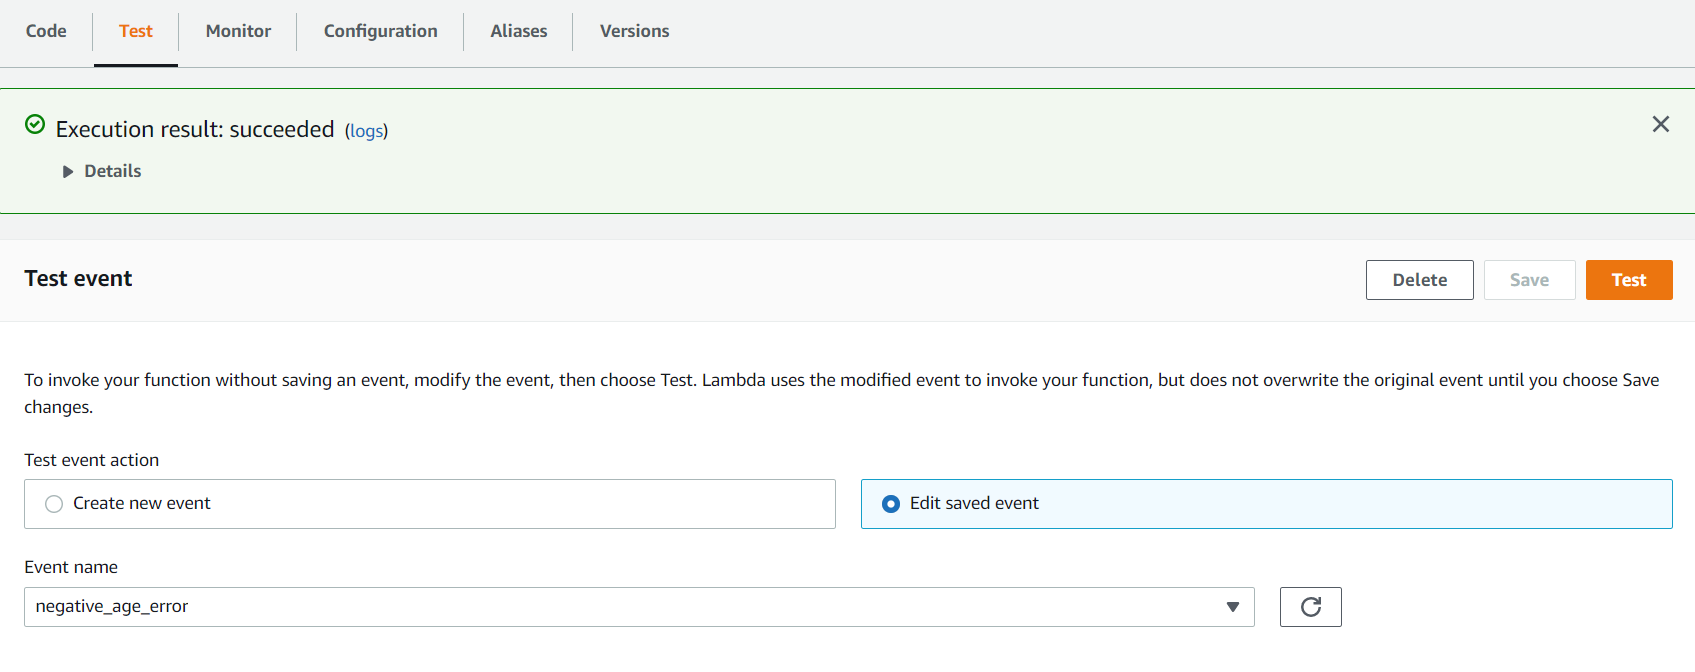 Code Test Monitor Configuration Aliases Versions
Execution result: succeeded (logs)
Details
Test event
Delete Save Test
To invoke your function without saving an event, modify the event, then choose Test. Lambda uses the modified event to invoke your function, but does not overwrite the original event until you choose Save
changes.
Test event action
Create new event Edit saved event
Event name
negative_age_error